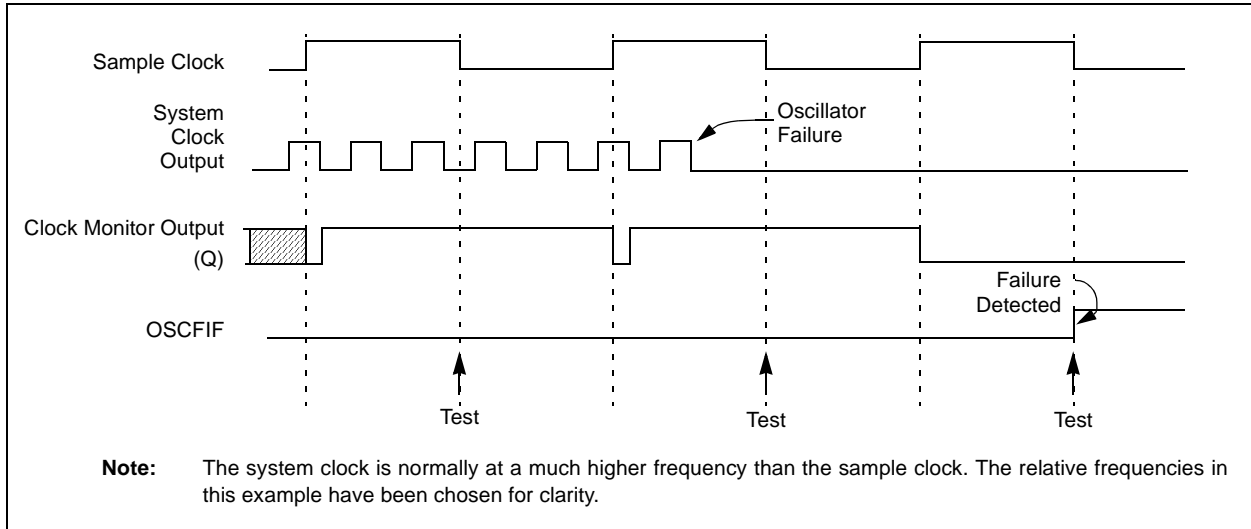 Sample Clock
System
Clock
Output
Oscillator
Failure
Clock Monitor Output
(Q)
Failure
Detected
OSCFIF
Test
Test
Test
Note: The system clock is normally at a much higher frequency than the sample clock. The relative frequencies in
this example have been chosen for clarity.